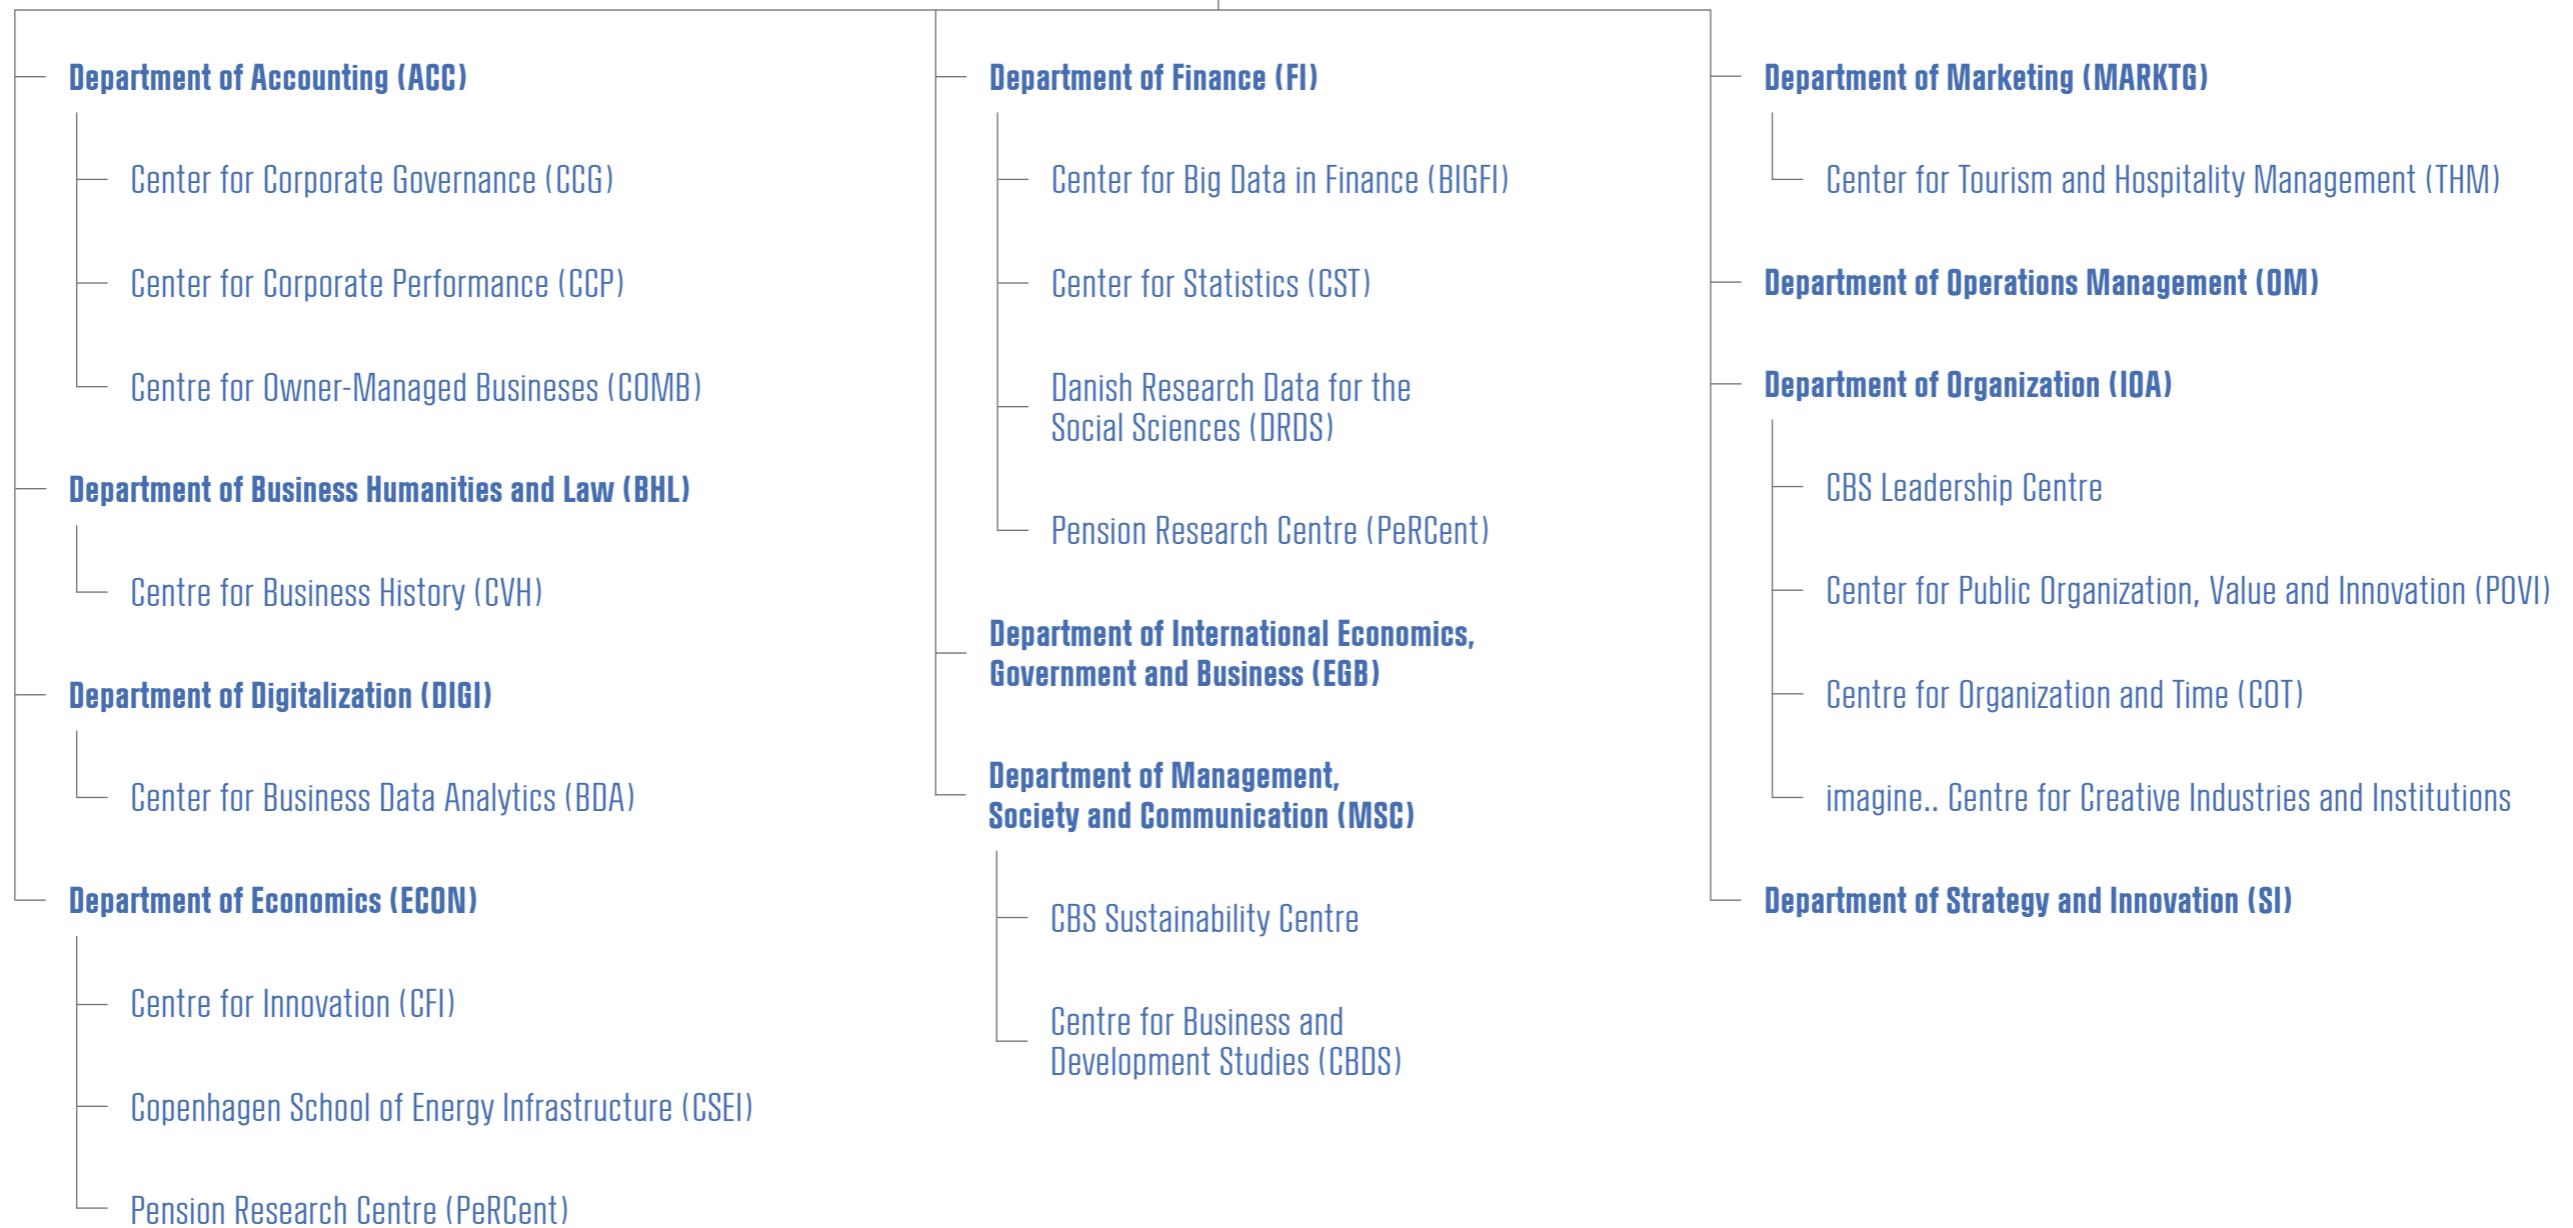 Department of Accounting (ACC)
Center for Corporate Governance (CCG)
Center for Corporate Performance (CCP)
Centre for Owner-Managed Busineses (COMB)
Department of Business Humanities and Law (BHL)
Centre for Business History (CVH)
Department of Digitalization (DIGI)
Center for Business Data Analytics (BDA)
Department of Economics (ECON)
Centre for Innovation (CFI)
Copenhagen School of Energy Infrastructure (CSEI)
Pension Research Centre (PeRCent)
Department of Finance (FI)
Center for Big Data in Finance (BIGFI)
Center for Statistics (CST)
Danish Research Data for the
Social Sciences (DRDS)
Pension Research Centre (PeRCent)
Department of International Economics,
Government and Business (EGB)
Department of Management,
Society and Communication (MSC)
CBS Sustainability Centre
Centre for Business and
Development Studies (CBDS)
Department of Marketing (MARKTG)
Center for Tourism and Hospitality Management (THM)
Department of Operations Management (OM)
Department of Organization (IOA)
CBS Leadership Centre
Center for Public Organization, Value and Innovation (POVI)
Centre for Organization and Time (COT)
imagine.. Centre for Creative Industries and Institutions
Department of Strategy and Innovation (SI)